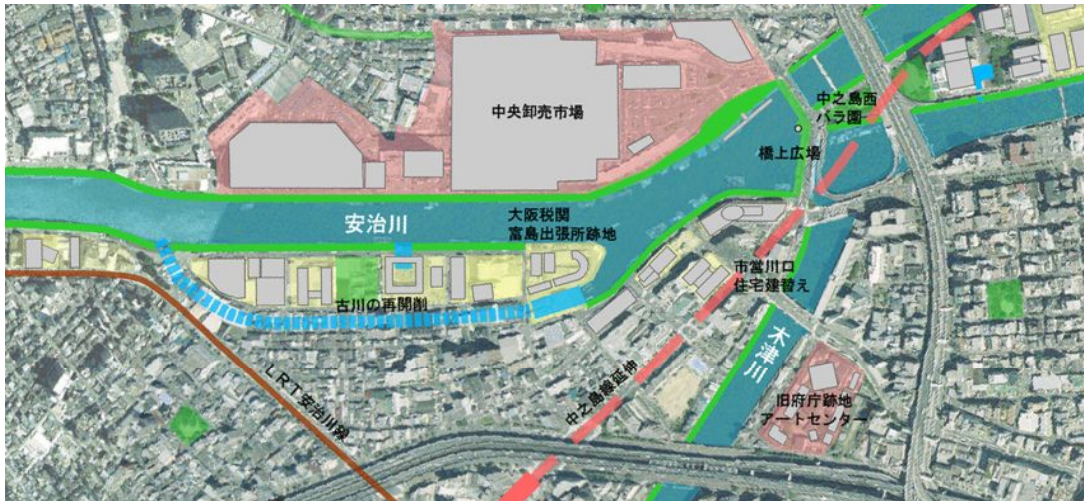 中央卸売市場
中之島西
バラ園
橋上広場
安治川
大阪税関
富島出張所跡地
市営川口
住宅建替え
古川の再開削
木津川
LRT安治川線
中之島線延伸
旧府庁跡地
アートセンター